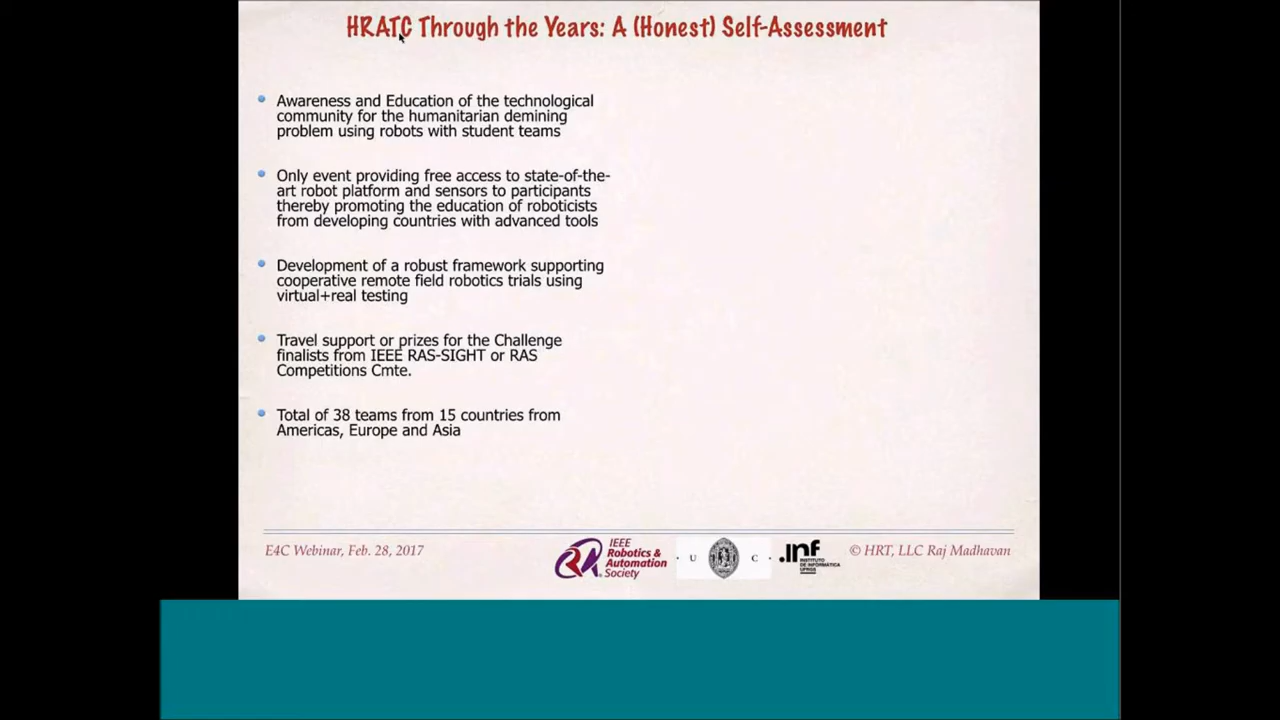 HRATC Through the Years: A (Honest) Self-Assessment
Awareness and Education of the technological
community for the humanitarian demining
problem using robots with student teams
Only event providing free access to state-of-the-
art robot platform and sensors to participants
thereby promoting the education of roboticists
from developing countries with advanced tools
Development of a robust framework supporting
cooperative remote field robotics trials using
virtual+real testing
Travel support or prizes for the Challenge
finalists from IEEE RAS-SIGHT or RAS
Competitions Cmte.
Total of 38 teams from 15 countries from
Americas, Europe and Asia
E4C Webinar, Feb. 28, 2017
IEEE
Robotics &
Automation
Society
· U C ·
.inf
INSTITUTO
DE INFORMÁTICA
UFRGS
© HRT, LLC Raj Madhavan